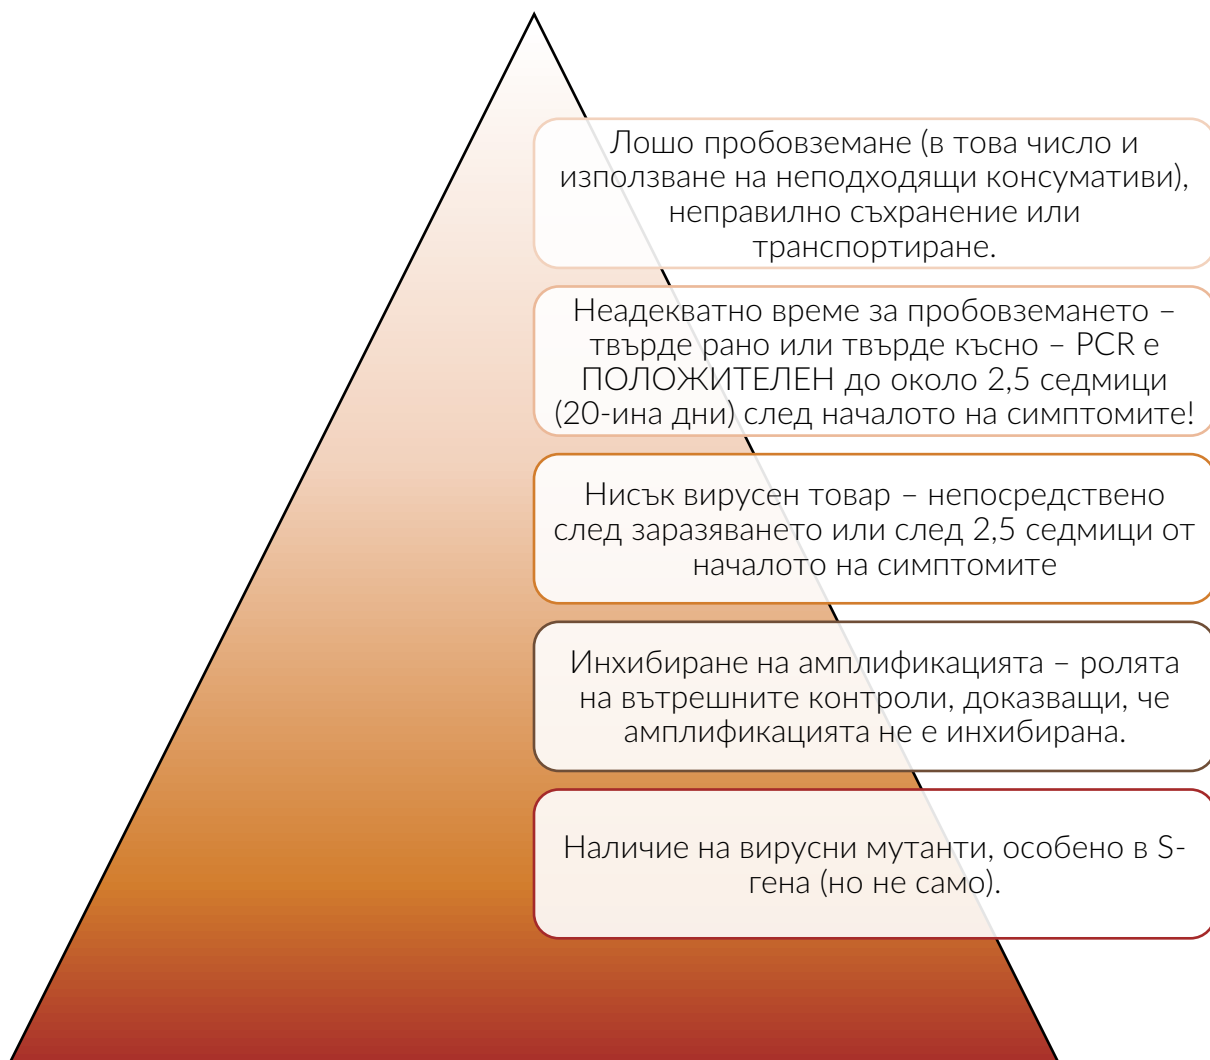 Лошо пробовземане (в това число и
използване на неподходящи консумативи),
неправилно съхранение или
транспортиране.
Неадекватно време за пробовземането –
твърде рано или твърде късно – PCR е
ПОЛОЖИТЕЛЕН до около 2,5 седмици
(20-ина дни) след началото на симптомите!
Нисък вирусен товар – непосредствено
след заразяването или след 2,5 седмици от
началото на симптомите
Инхибиране на амплификацията – ролята
на вътрешните контроли, доказващи, че
амплификацията не е инхибирана.
Наличие на вирусни мутанти, особено в S-
гена (но не само).